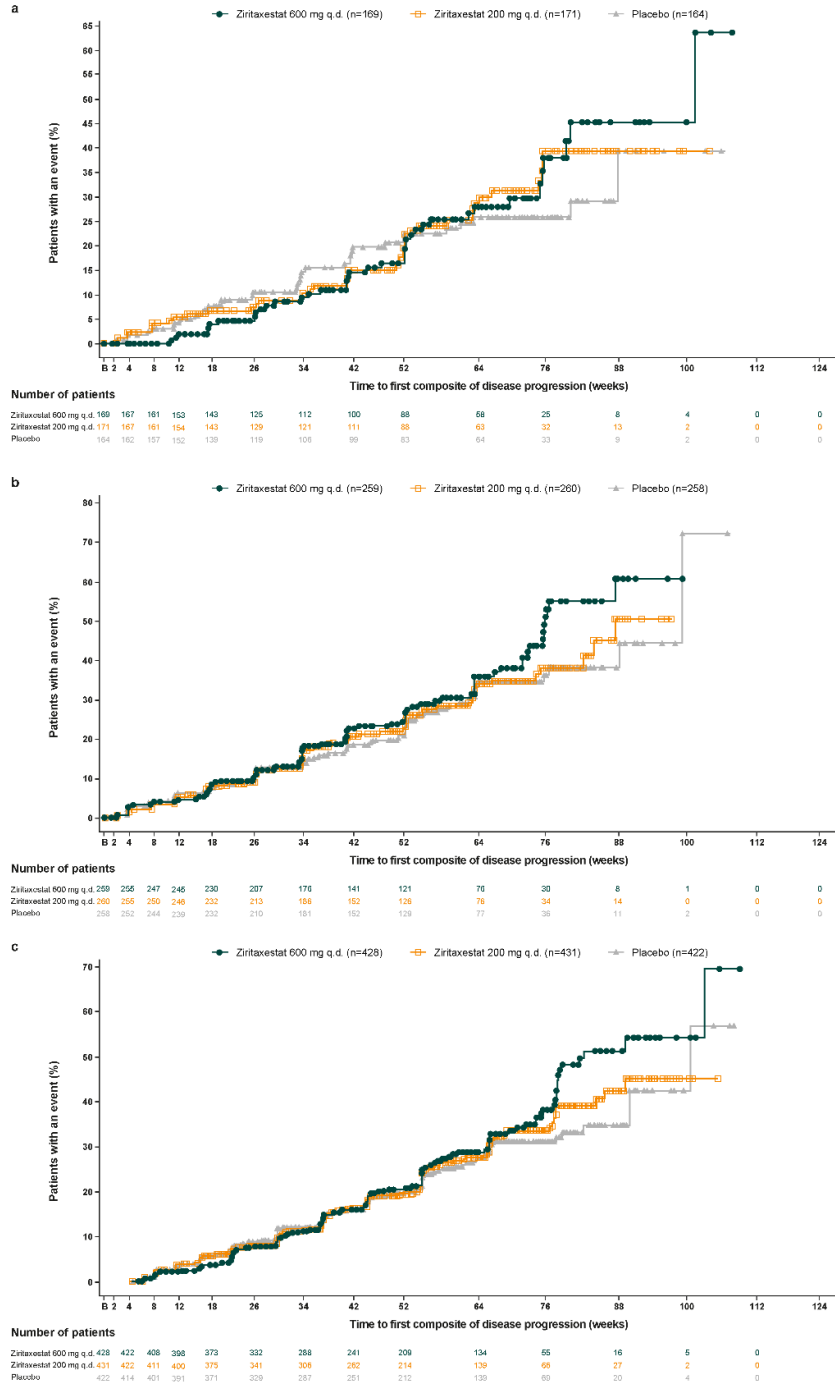 a
Ziritaxestat 600 mg q.d. (n=169) Ziritaxestat 200 mg q.d. (n=171) Placebo (n=164)
65
60
55
50
45
40
35
30
25
20
15
10
5
0
Patients with an event (%)
B 2 4 8 12 18 26 34 42 52 64 76 88 100 112 124
Time to first composite of disease progression (weeks)
Number of patients
Ziritaxestat 600 mg q.d. 169 167 161 153 143 125 112 100 88 58 25 8 4 0 0
Ziritaxestat 200 mg q.d. 171 167 161 154 143 129 121 111 88 63 32 13 2 0 0
Placebo 164 162 157 152 139 119 106 99 83 64 33 9 2 0 0
b
Ziritaxestat 600 mg q.d. (n=259) Ziritaxestat 200 mg q.d. (n=260) Placebo (n=258)
80
70
60
50
40
30
20
10
0
Patients with an event (%)
B 2 4 8 12 18 26 34 42 52 64 76 88 100 112 124
Time to first composite of disease progression (weeks)
Number of patients
Ziritaxestat 600 mg q.d. 259 255 247 245 230 207 176 141 121 76 30 8 1 0 0
Ziritaxestat 200 mg q.d. 260 255 250 246 232 213 186 152 126 76 34 14 0 0 0
Placebo 258 252 244 239 232 210 181 152 129 77 36 11 2 0 0
c
Ziritaxestat 600 mg q.d. (n=428) Ziritaxestat 200 mg q.d. (n=431) Placebo (n=422)
70
60
50
40
30
20
10
0
Patients with an event (%)
B 2 4 8 12 18 26 34 42 52 64 76 88 100 112 124
Time to first composite of disease progression (weeks)
Number of patients
Ziritaxestat 600 mg q.d. 428 422 408 398 373 332 288 241 209 134 55 16 5 0 0
Ziritaxestat 200 mg q.d. 431 422 411 400 375 341 306 262 214 139 66 27 2 0 0
Placebo 422 414 401 391 371 329 287 251 212 139 69 20 4 0 0